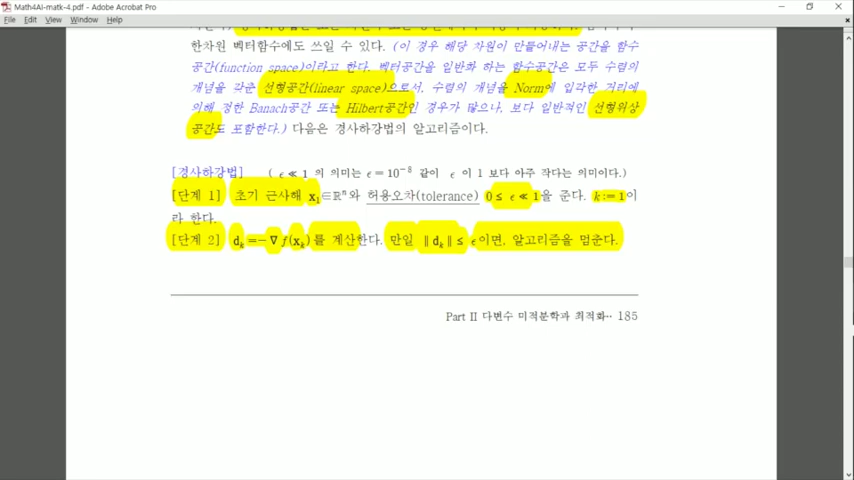 Math4AI-matk-4.pdf - Adobe Acrobat Pro
File Edit View Window Help
한차원 벡터함수에도 쓰일 수 있다. (이 경우 해당 차원이 만들어내는 공간을 함수
공간(function space)이라고 한다. 벡터공간을 일반화 하는 함수공간은 모두 수렴의
개념을 갖춘 선형공간(linear space)으로서, 수렴의 개념을 Norm에 입각한 거리에
의해 정한 Banach공간 또는 Hilbert공간인 경우가 많으나, 보다 일반적인 선형위상
공간도 포함한다.) 다음은 경사하강법의 알고리즘이다.
[경사하강법] ( ϵ≪1 의 의미는 ϵ=10⁻⁸ 같이 ϵ 이 1 보다 아주 작다는 의미이다.)
[단계 1] 초기 근사해 x₁∈ℝⁿ와 허용오차(tolerance) 0≤ ϵ ≪1을 준다. k:=1이
라 한다.
[단계 2] dₖ=−∇f(xₖ)를 계산한다. 만일 ∥dₖ∥≤ ϵ이면, 알고리즘을 멈춘다.
Part II 다변수 미적분학과 최적화·· 185